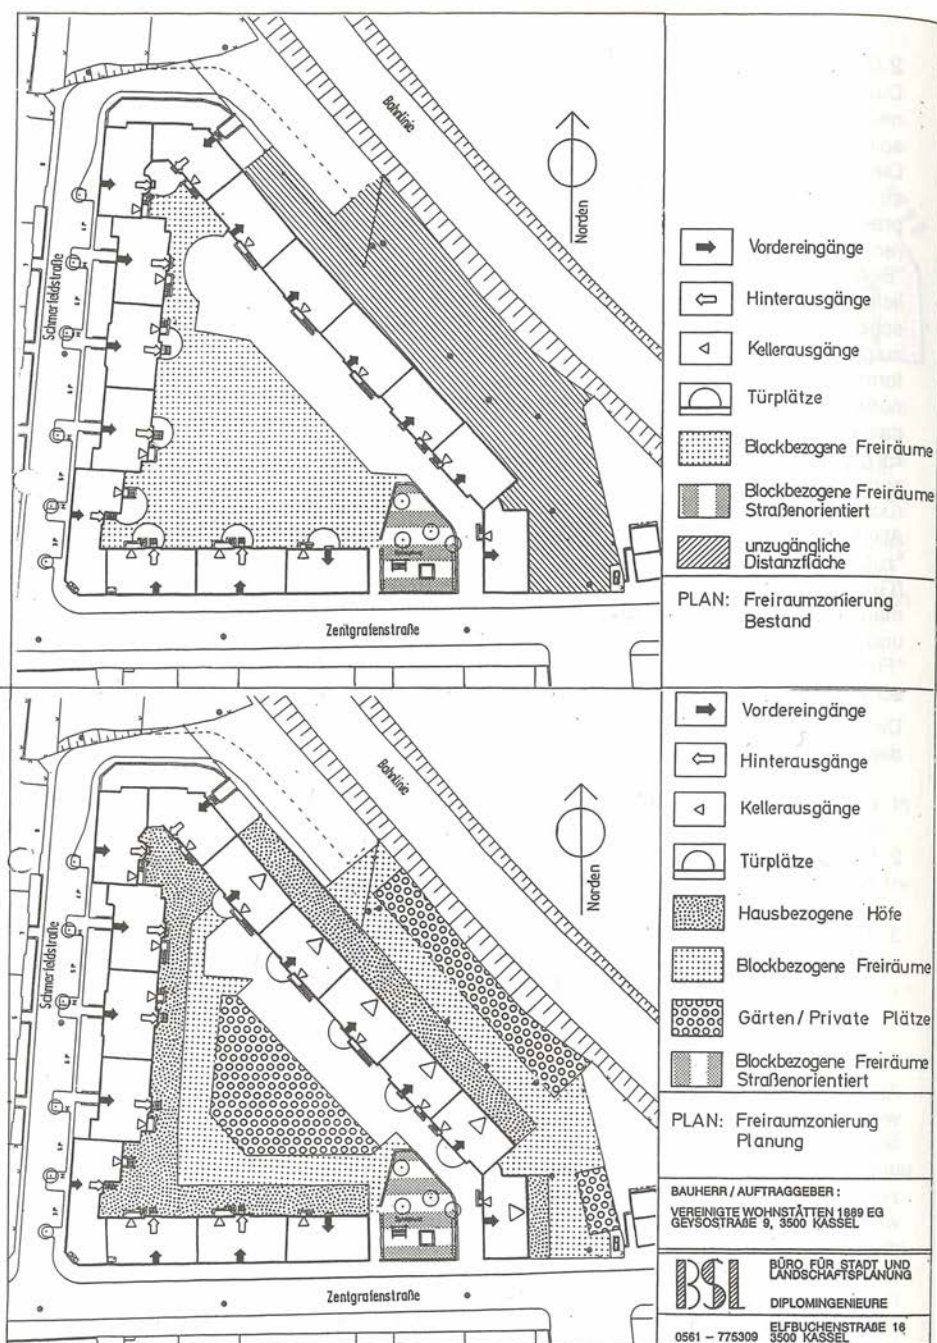 Bahnlinie
Norden
Schmerfeldstraße
Zentgrafenstraße
Vordereingänge
Hinterausgänge
Kellerausgänge
Türplätze
Blockbezogene Freiräume
Blockbezogene Freiräume
Straßenorientiert
unzugängliche
Distanzfläche
PLAN: Freiraumzonierung
Bestand
Bahnlinie
Norden
Schmerfeldstraße
Zentgrafenstraße
Vordereingänge
Hinterausgänge
Kellerausgänge
Türplätze
Hausbezogene Höfe
Blockbezogene Freiräume
Gärten/Private Plätze
Blockbezogene Freiräume
Straßenorientiert
PLAN: Freiraumzonierung
Planung
BAUHERR / AUFTRAGGEBER :
VEREINIGTE WOHNSTÄTTEN 1889 EG
GEYSOSTRAßE 9, 3500 KASSEL
BSL
BÜRO FÜR STADT UND
LANDSCHAFTSPLANUNG
DIPLOMINGENIEURE
ELFBUCHENSTRAßE 16
0561 – 775309 3500 KASSEL